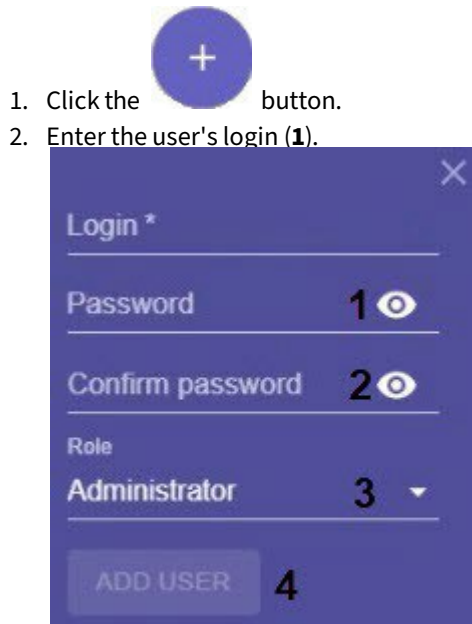 1. Click the + button.
2. Enter the user's login (1).
Login *
Password 1
Confirm password 2
Role
Administrator 3
ADD USER 4